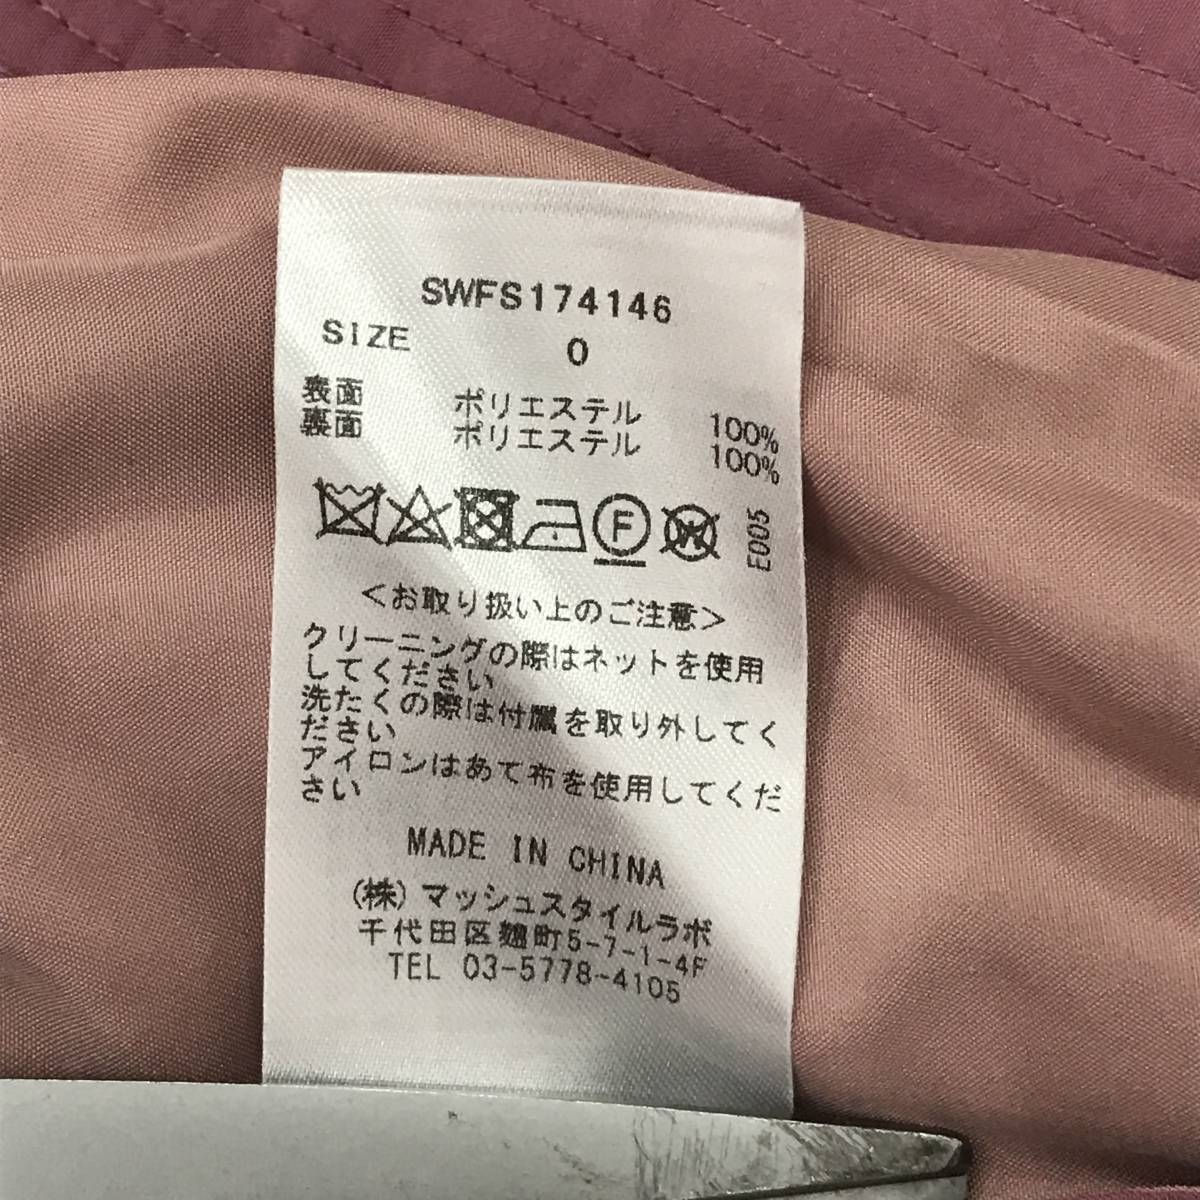 SWFS174146
SIZE 0
表面 ポリエステル 100%
裏面 ポリエステル 100%
F W E005
<お取り扱い上のご注意>
クリーニングの際はネットを使用
してください
洗たくの際は付属を取り外してく
ださい
アイロンはあて布を使用してくだ
さい
MADE IN CHINA
(株)マッシュスタイルラボ
千代田区麹町5-7-1-4F
TEL 03-5778-4105